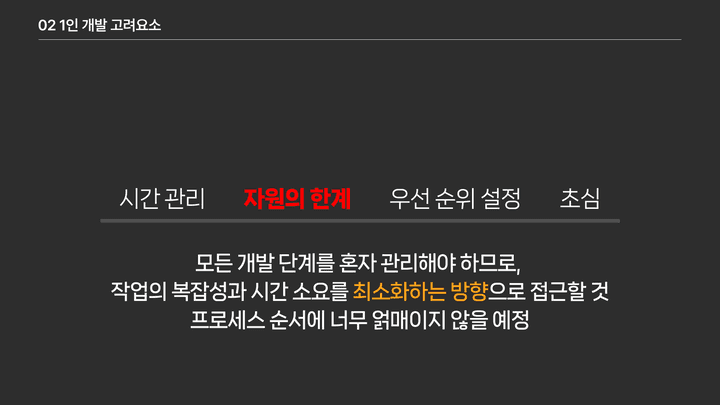 02 1인 개발 고려요소
시간 관리 자원의 한계 우선 순위 설정 초심
모든 개발 단계를 혼자 관리해야 하므로,
작업의 복잡성과 시간 소요를 최소화하는 방향으로 접근할 것
프로세스 순서에 너무 얽매이지 않을 예정